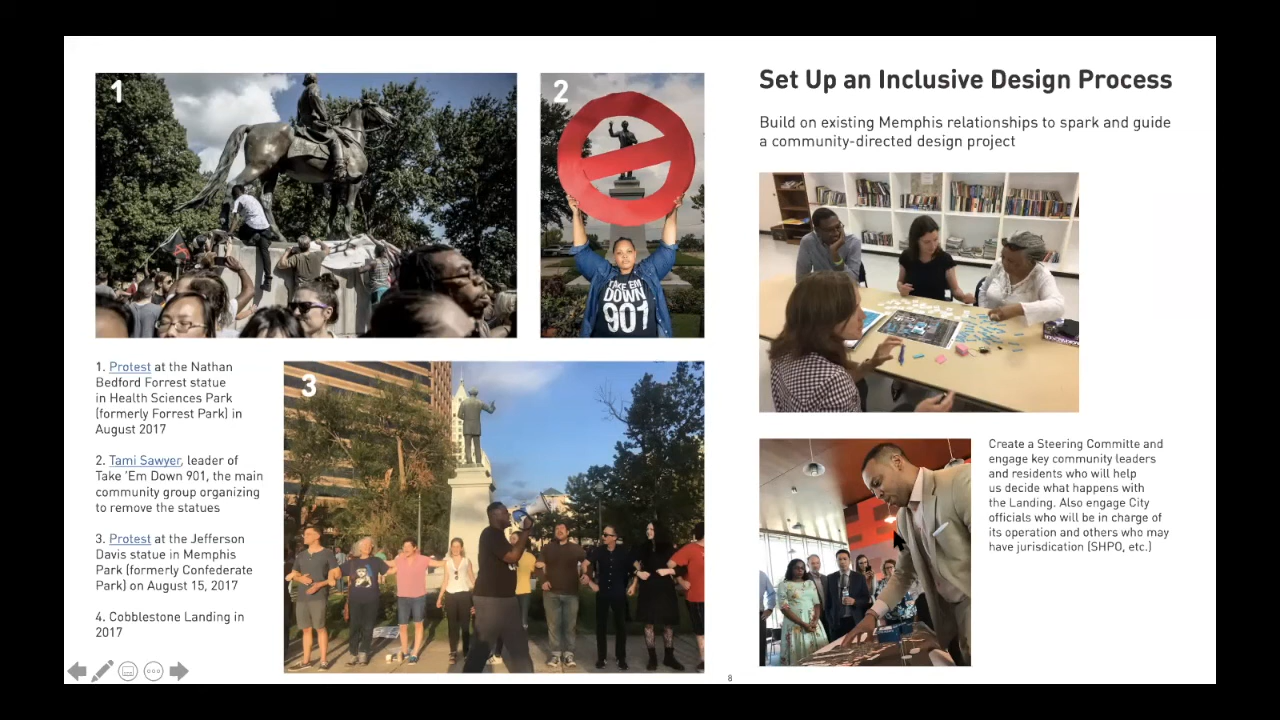 1
2
TAKE EM
DOWN
901
1. Protest at the Nathan
Bedford Forrest statue
in Health Sciences Park
(formerly Forrest Park) in
August 2017
2. Tami Sawyer, leader of
Take 'Em Down 901, the main
community group organizing
to remove the statues
3. Protest at the Jefferson
Davis statue in Memphis
Park (formerly Confederate
Park) on August 15, 2017
4. Cobblestone Landing in
2017
3
Set Up an Inclusive Design Process
Build on existing Memphis relationships to spark and guide
a community-directed design project
Create a Steering Committe and
engage key community leaders
and residents who will help
us decide what happens with
the Landing. Also engage City
officials who will be in charge of
its operation and others who may
have jurisdication (SHPO, etc.)
8